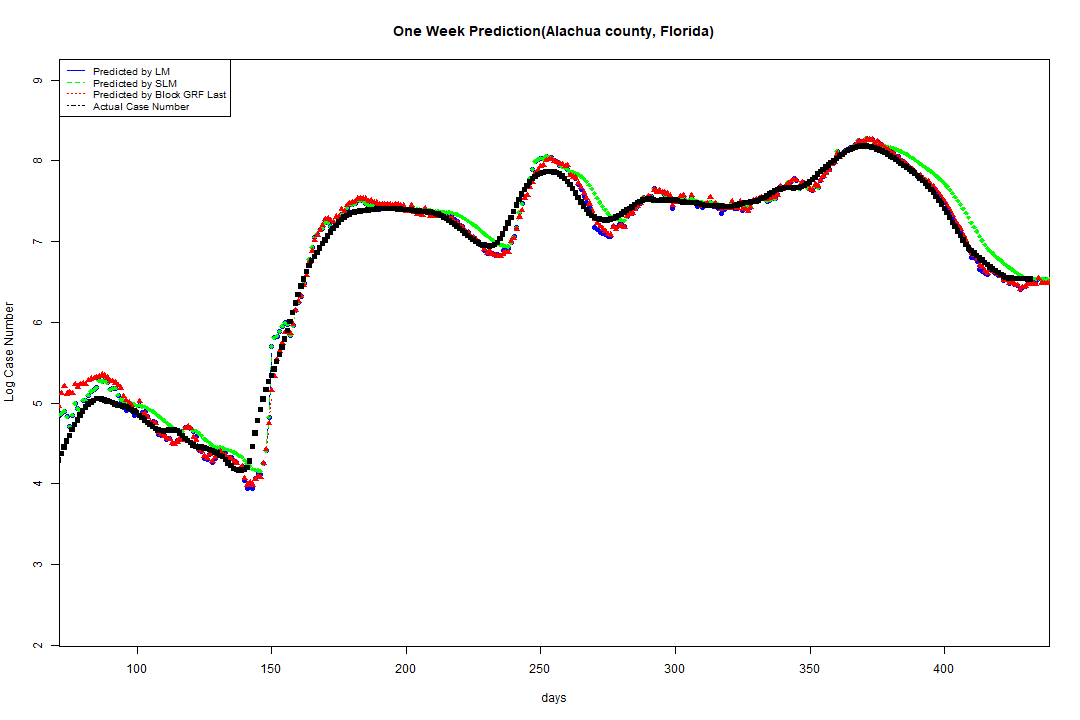 One Week Prediction(Alachua county, Florida)
Predicted by LM
Predicted by SLM
Predicted by Block GRF Last
Actual Case Number
Log Case Number
9
8
7
6
5
4
3
2
100 150 200 250 300 350 400
days